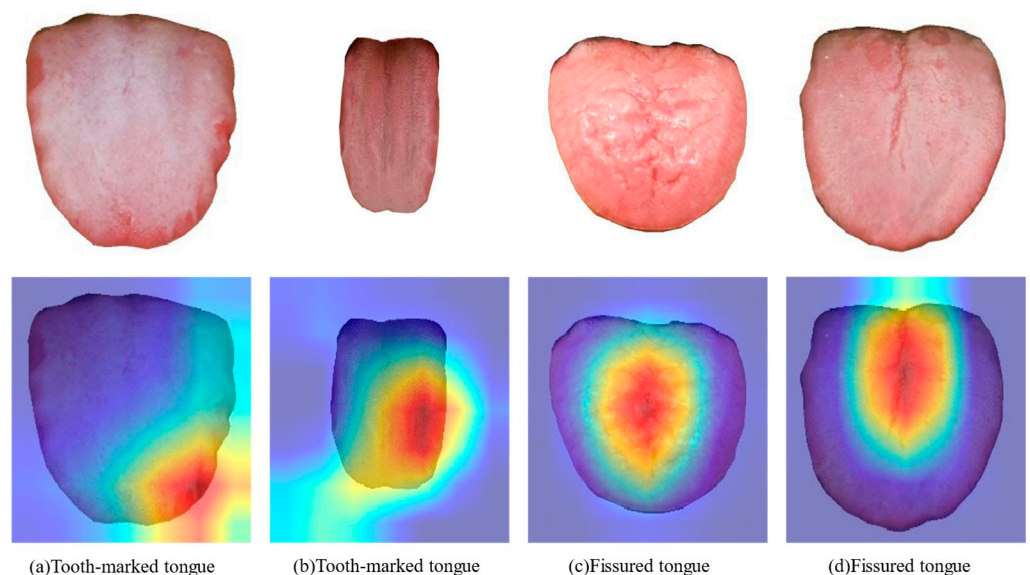 (a)Tooth-marked tongue
(b)Tooth-marked tongue
(c)Fissured tongue
(d)Fissured tongue